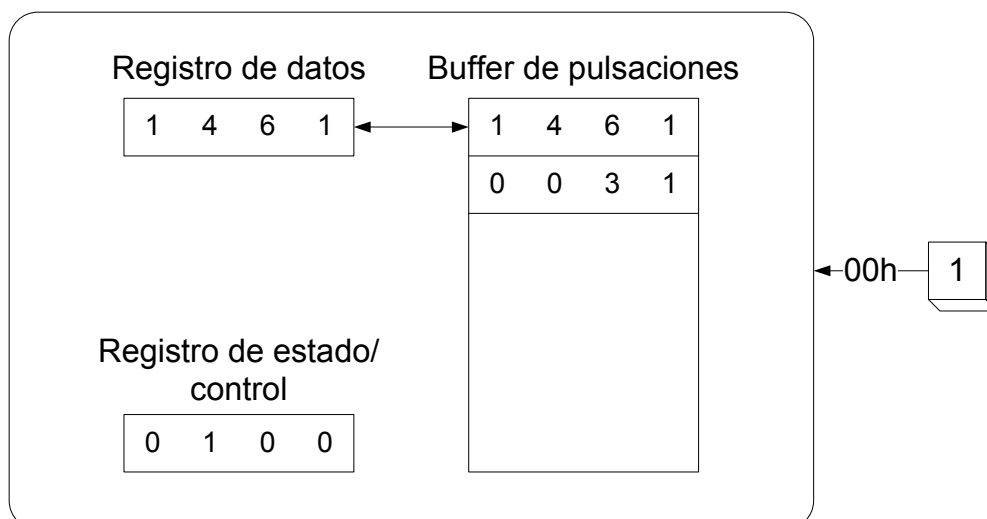 Registro de datos
1 4 6 1
Buffer de pulsaciones
1 4 6 1
0 0 3 1
00h
1
Registro de estado/
control
0 1 0 0